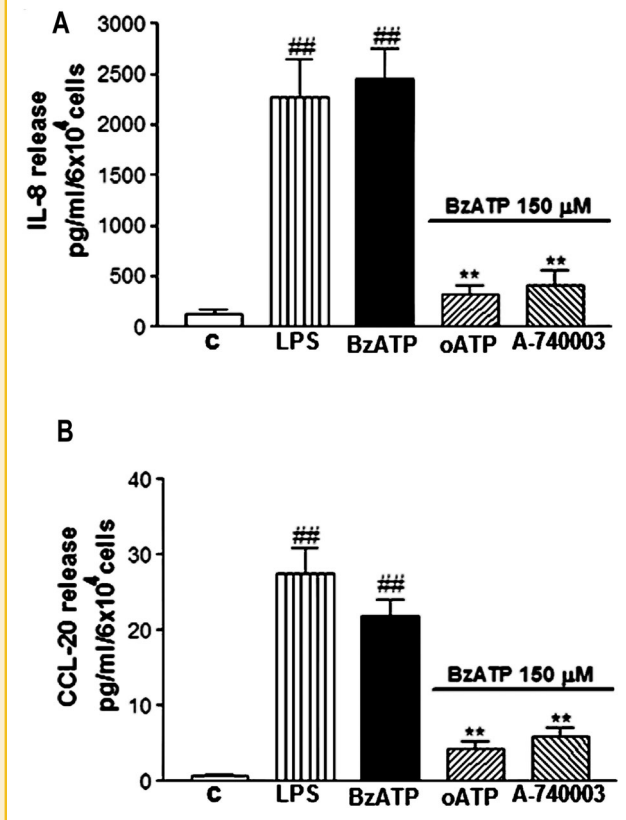 A
3000
2500
2000
1500
1000
500
0
IL-8 release
pg/ml/6x10⁴cells
##
##
BzATP 150 µM
**
**
C LPS BzATP oATP A-740003
B
40
30
20
10
0
CCL-20 release
pg/ml/6x10⁴cells
##
##
BzATP 150 µM
**
**
C LPS BzATP oATP A-740003